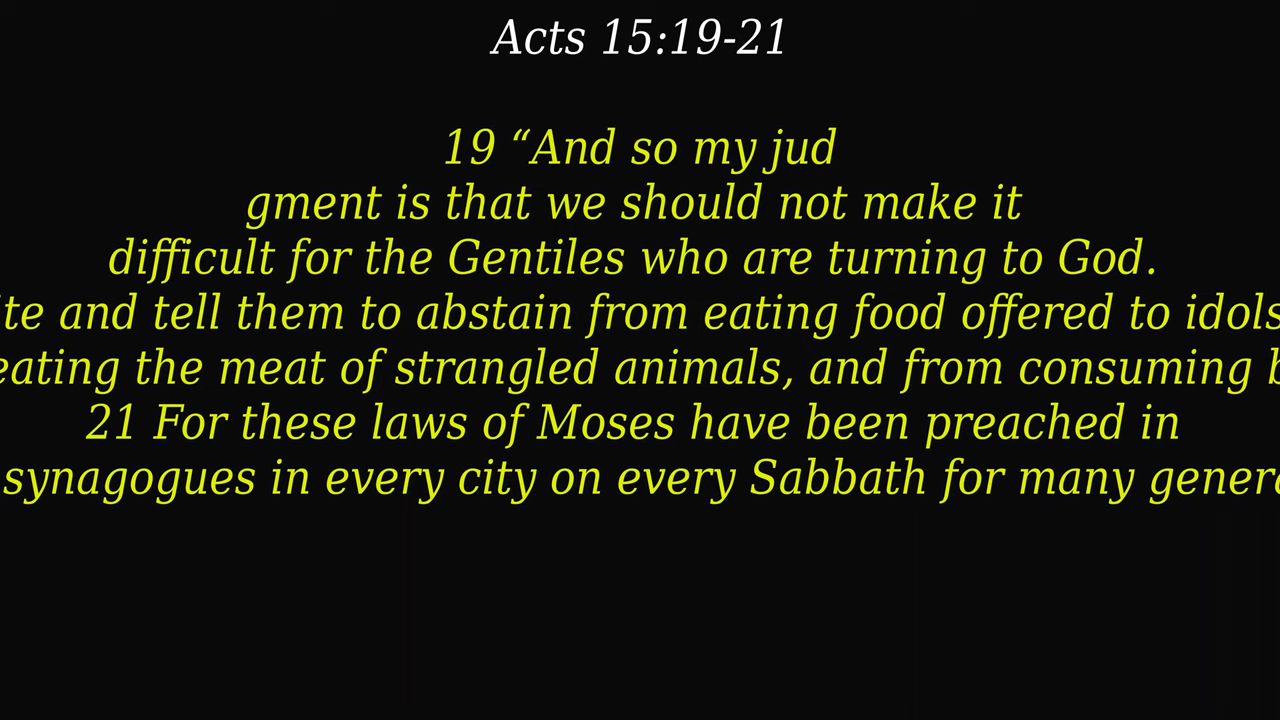 Acts 15:19-21
19 “And so my jud
gment is that we should not make it
difficult for the Gentiles who are turning to God.
and tell them to abstain from eating food offered to idols
eating the meat of strangled animals, and from consuming
21 For these laws of Moses have been preached in
synagogues in every city on every Sabbath for many